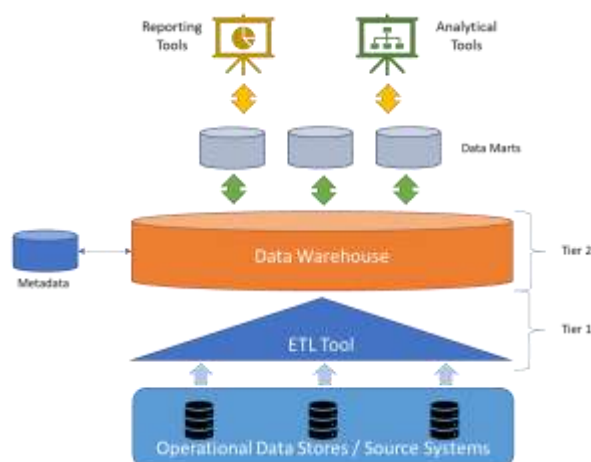 Reporting
Tools
Analytical
Tools
Data Marts
Data Warehouse
Tier 2
Metadata
Tier 1
ETL Tool
Operational Data Stores / Source Systems